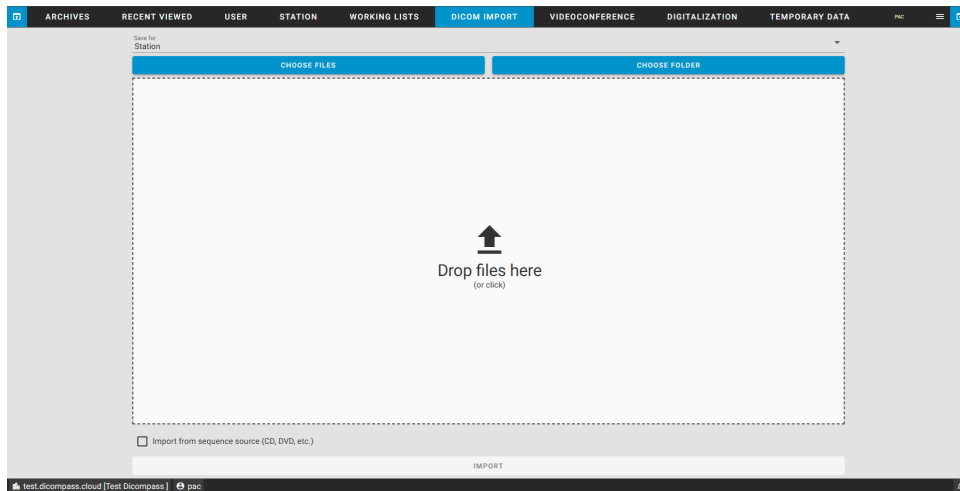 ARCHIVES RECENT VIEWED USER STATION WORKING LISTS DICOM IMPORT VIDEOCONFERENCE DIGITALIZATION TEMPORARY DATA PAC
Save for
Station
CHOOSE FILES CHOOSE FOLDER
Drop files here
(or click)
Import from sequence source (CD, DVD, etc.)
IMPORT
test.dicompass.cloud [Test Dicompass ] pac